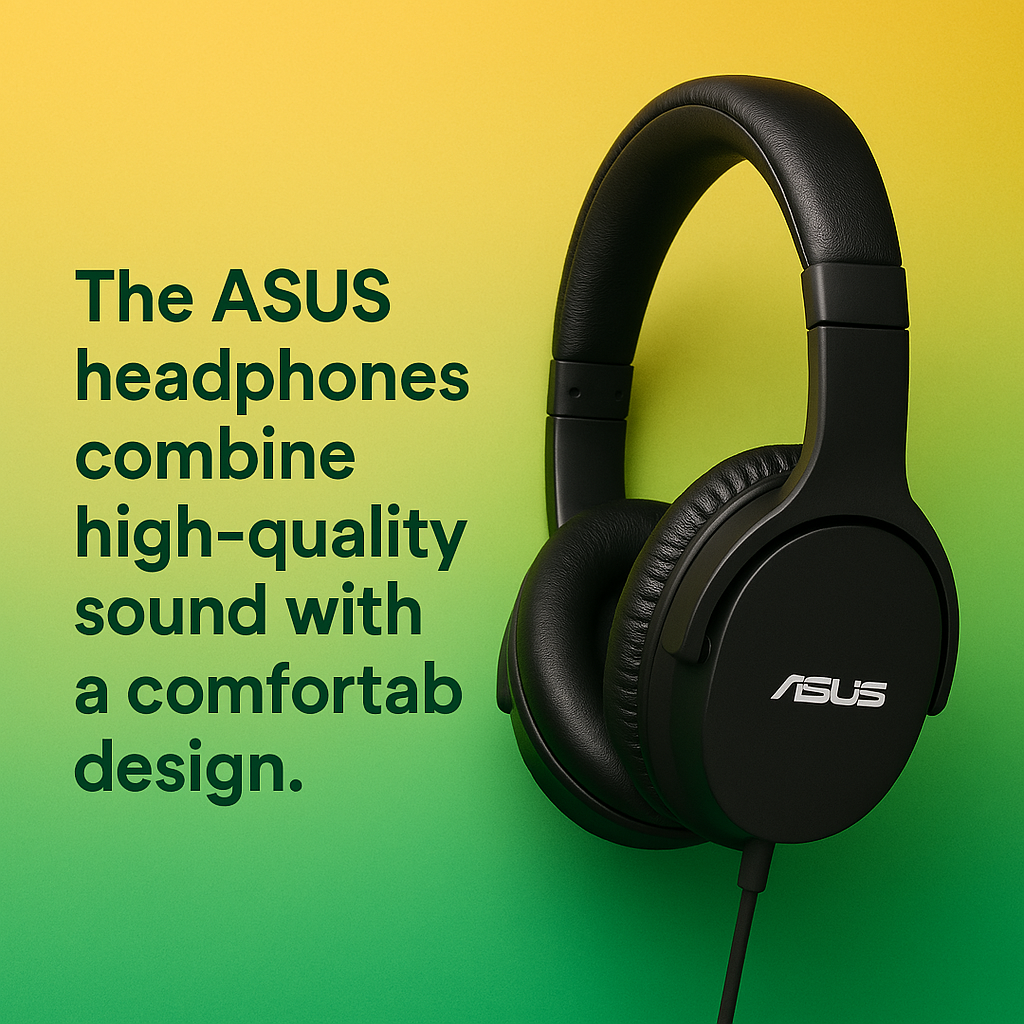 The ASUS
headphones
combine
high-quality
sound with
a comfortab
design.
ASUS